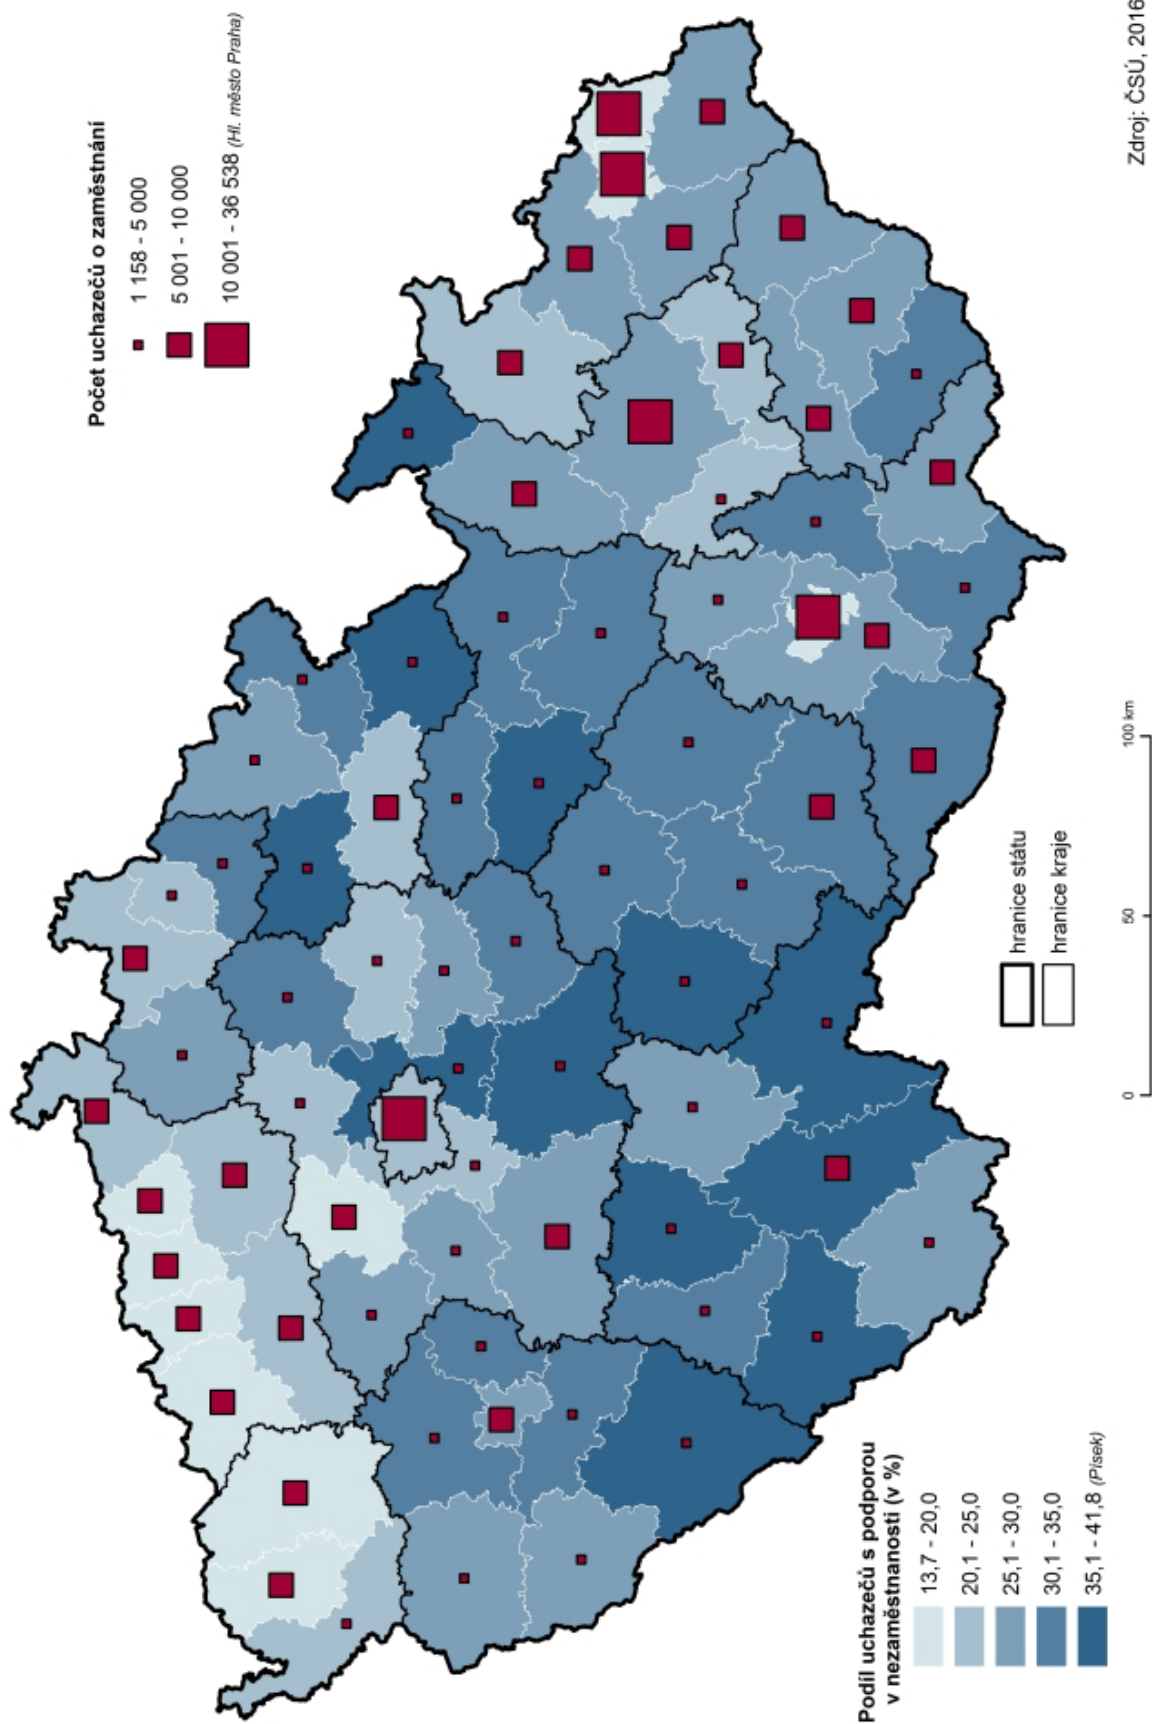 Počet uchazečů o zaměstnání
1 158 - 5 000
5 001 - 10 000
10 001 - 36 538 (Hl. město Praha)
Podíl uchazečů s podporou
v nezaměstnanosti (v %)
13,7 - 20,0
20,1 - 25,0
25,1 - 30,0
30,1 - 35,0
35,1 - 41,8 (Písek)
hranice státu
hranice kraje
0 50 100 km
Zdroj: ČSÚ, 2016